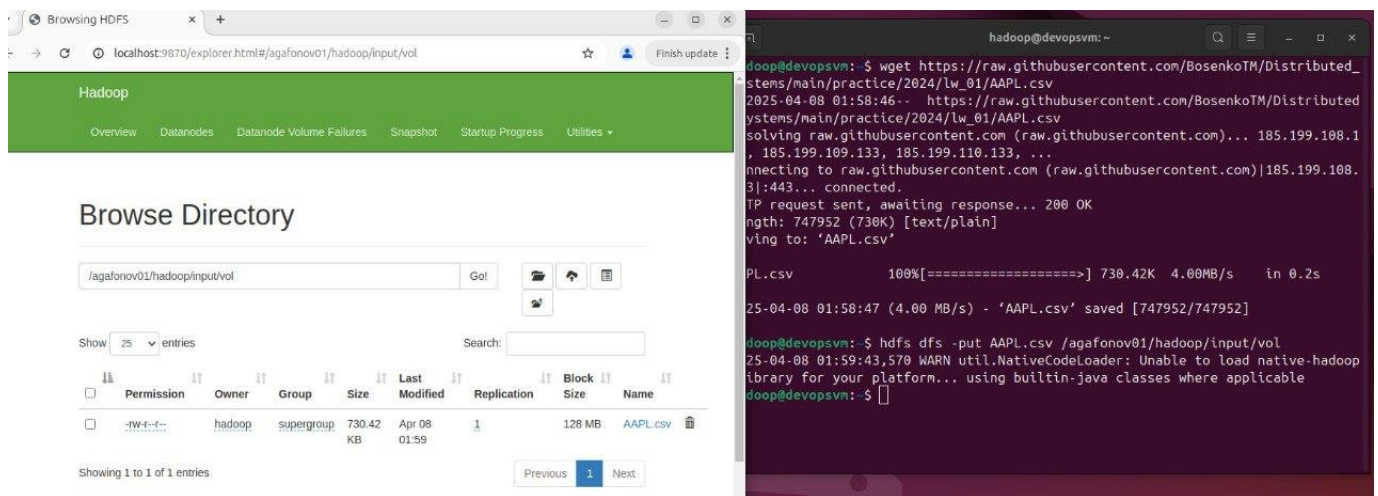 Browsing HDFS
localhost:9870/explorer.html#/agafonov01/hadoop/input/vol
Finish update
Hadoop
Overview Datanodes Datanode Volume Failures Snapshot Startup Progress Utilities
Browse Directory
/agafonov01/hadoop/input/vol Go!
Show 25 entries Search:
Permission Owner Group Size Last Modified Replication Block Size Name
-rw-r--r-- hadoop supergroup 730.42 KB Apr 08 01:59 1 128 MB AAPL.csv
Showing 1 to 1 of 1 entries Previous 1 Next
hadoop@devopsvm: ~
doop@devopsvm:~$ wget https://raw.githubusercontent.com/BosenkoTM/Distributed_
stems/main/practice/2024/lw_01/AAPL.csv
2025-04-08 01:58:46-- https://raw.githubusercontent.com/BosenkoTM/Distributed
ystems/main/practice/2024/lw_01/AAPL.csv
solving raw.githubusercontent.com (raw.githubusercontent.com)... 185.199.108.1
, 185.199.109.133, 185.199.110.133, ...
nnecting to raw.githubusercontent.com (raw.githubusercontent.com)|185.199.108.
3|:443... connected.
TP request sent, awaiting response... 200 OK
ngth: 747952 (730K) [text/plain]
ving to: ‘AAPL.csv’
PL.csv 100%[===================>] 730.42K 4.00MB/s in 0.2s
25-04-08 01:58:47 (4.00 MB/s) - ‘AAPL.csv’ saved [747952/747952]
doop@devopsvm:~$ hdfs dfs -put AAPL.csv /agafonov01/hadoop/input/vol
25-04-08 01:59:43,570 WARN util.NativeCodeLoader: Unable to load native-hadoop
ibrary for your platform... using builtin-java classes where applicable
doop@devopsvm:~$